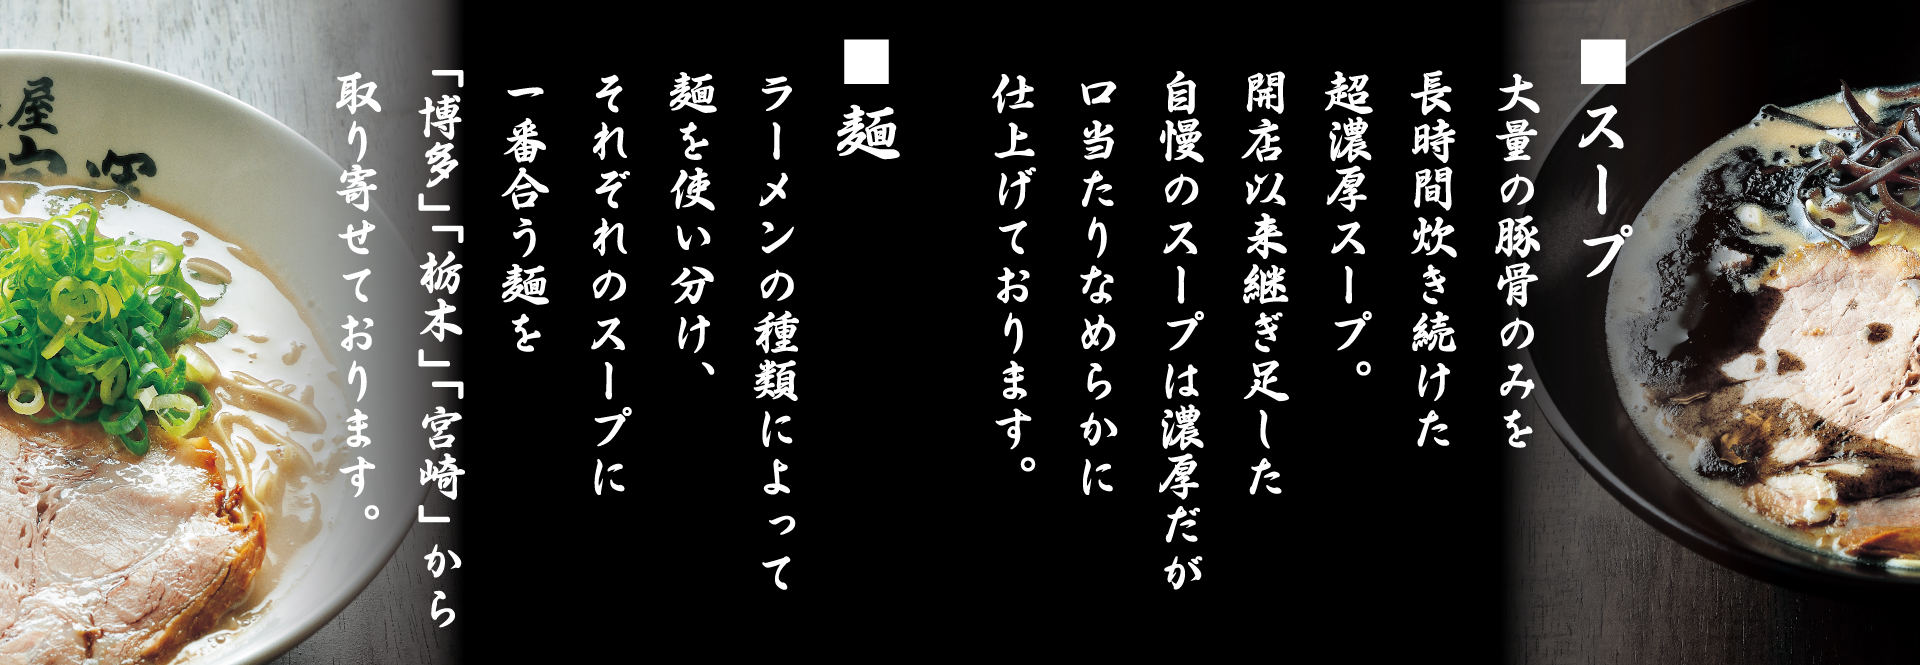 ■スープ
大量の豚骨のみを
長時間炊き続けた
超濃厚スープ。
開店以来継ぎ足した
自慢のスープは濃厚だが
口当たりなめらかに
仕上げております。
■麺
ラーメンの種類によって
麺を使い分け、
それぞれのスープに
一番合う麺を
「博多」「栃木」「宮崎」から
取り寄せております。
屋